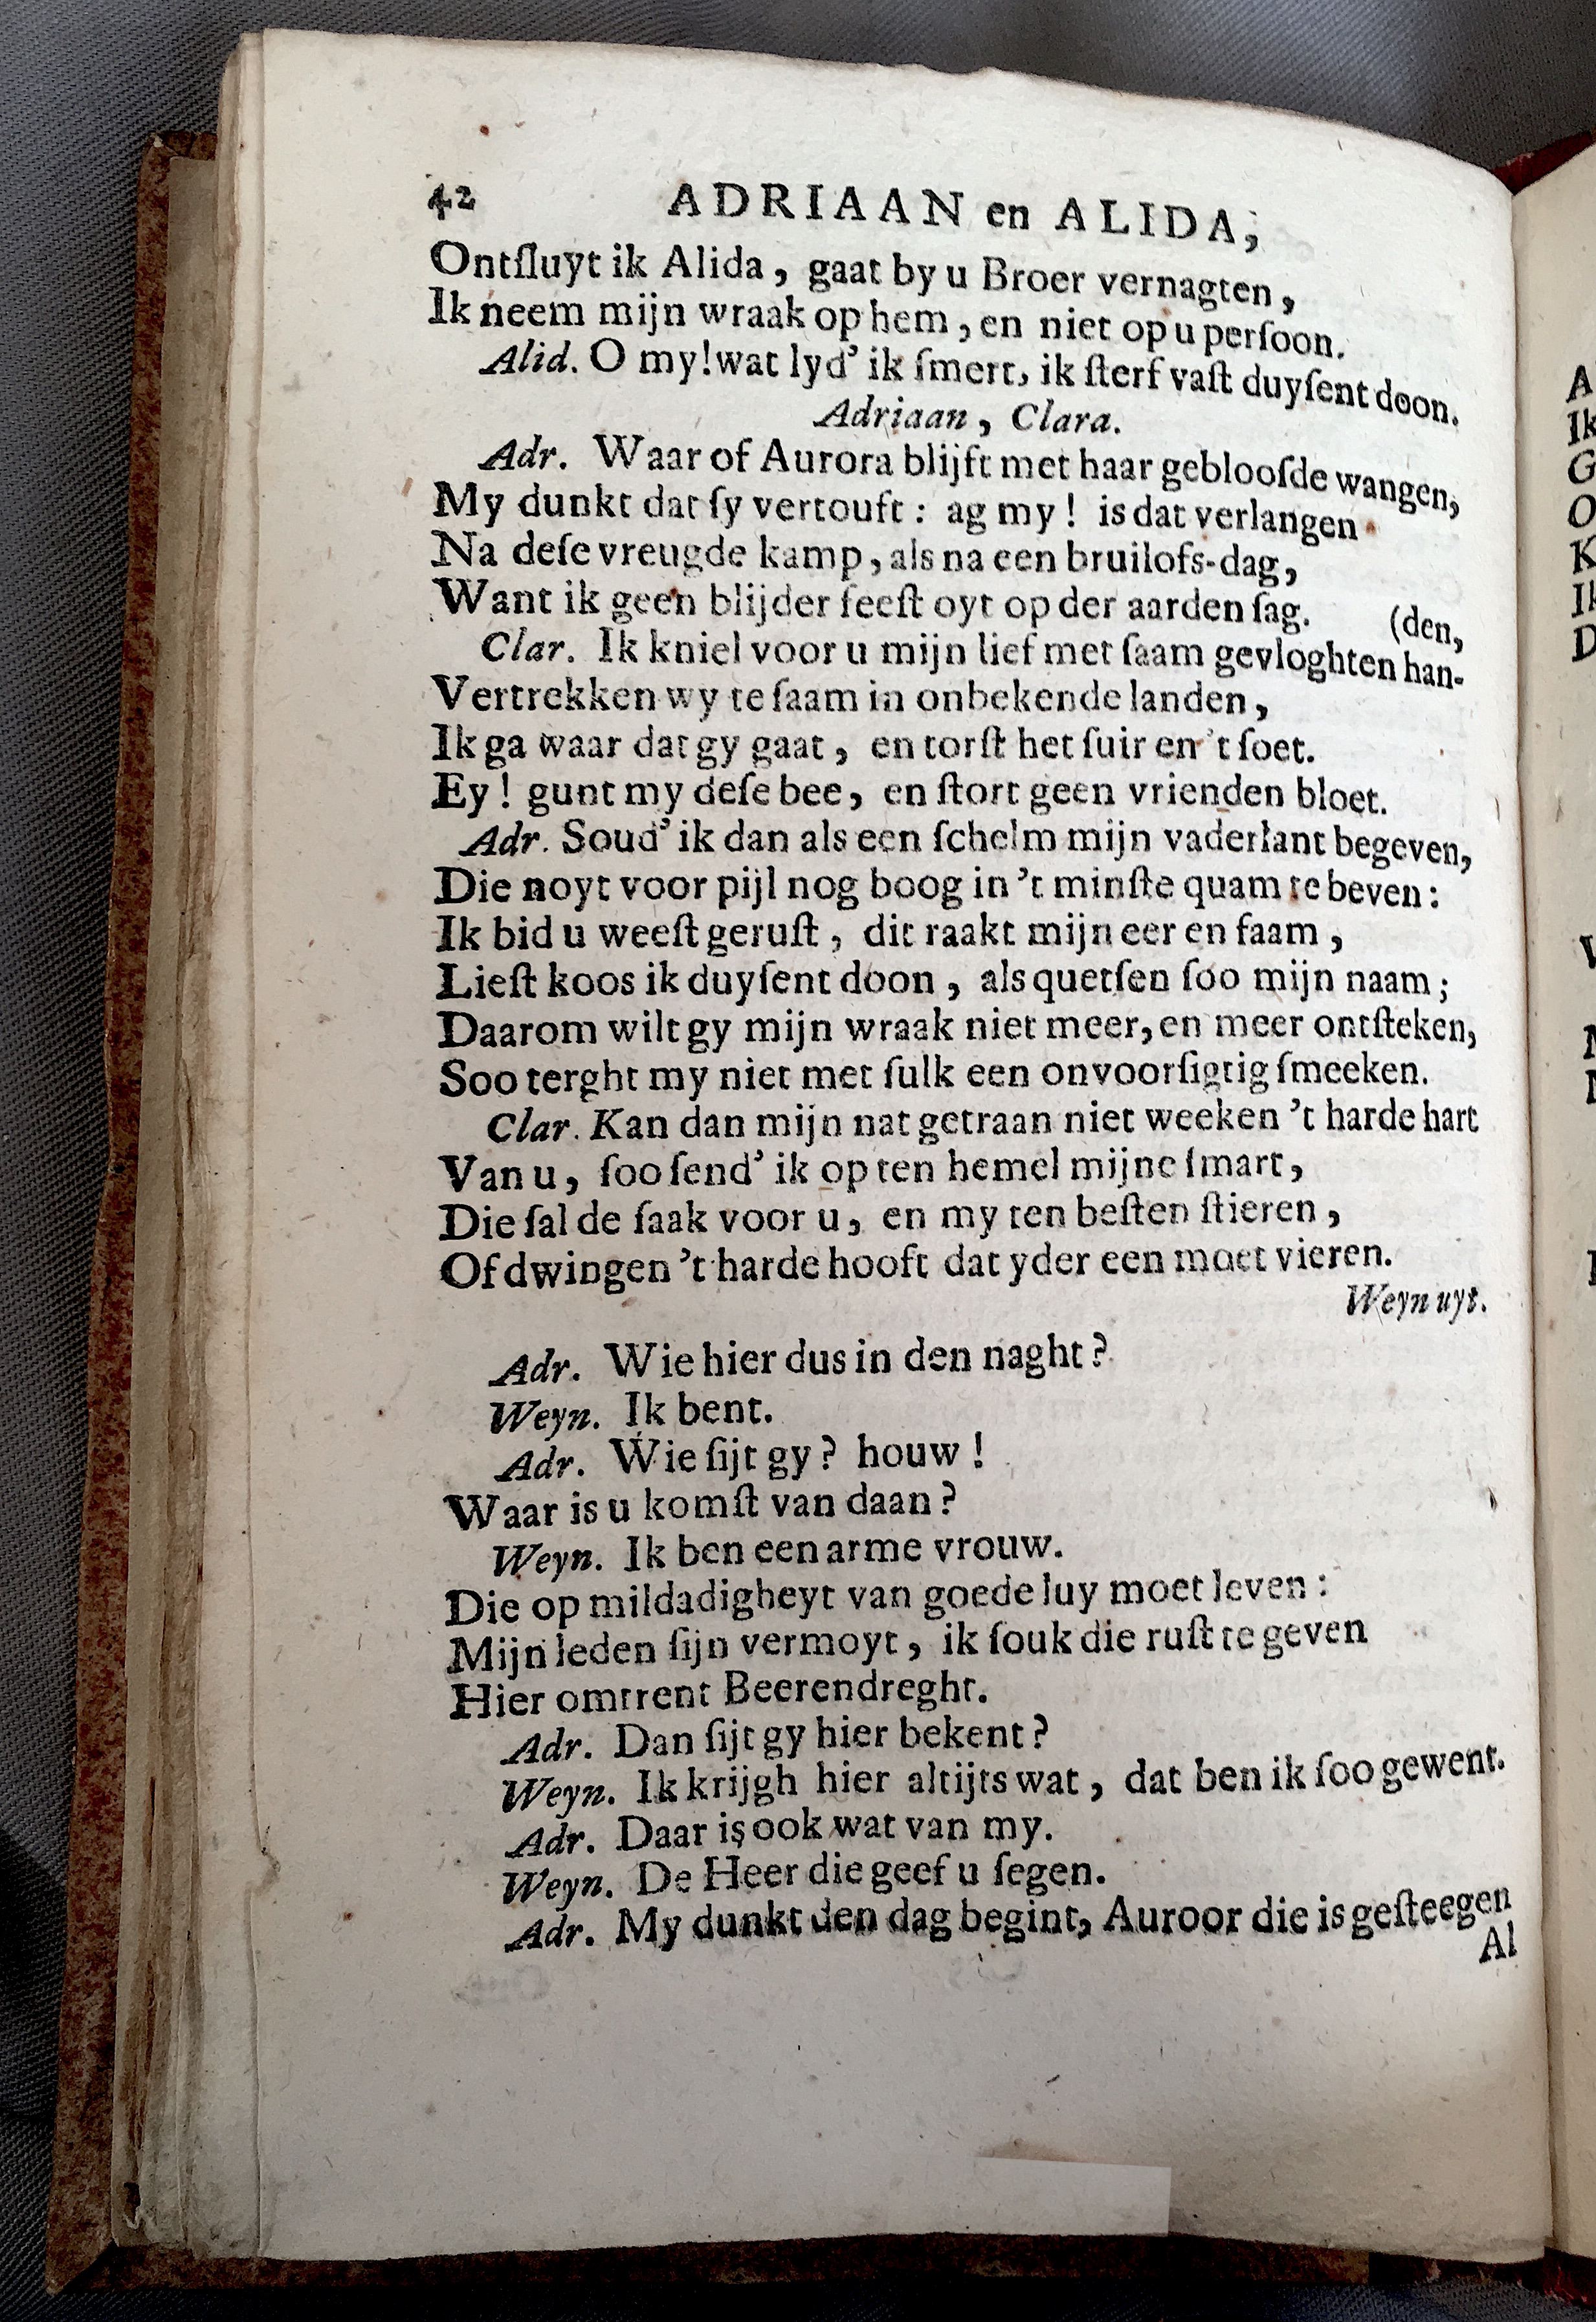 42 ADRIAAN en ALIDA,
Ontſluyt ik Alida, gaat by u Broer vernagten,
Ik neem mijn wraak op hem, en niet op u perſoon.
Alid. O my! wat lyd' ik ſmert, ik ſterf vaſt duyſent doon.
Adriaan, Clara.
Adr. Waar of Aurora blijft met haar geblooſde wangen,
My dunkt dat ſy vertouft: ag my! is dat verlangen
Na deſe vreugde kamp, als na een bruilofs-dag,
Want ik geen blijder feeſt oyt op der aarden ſag. (den,
Clar. Ik kniel voor u mijn lief met ſaam gevloghten han-
Vertrekken wy te ſaam in onbekende landen,
Ik ga waar dat gy gaat, en torſt het ſuir en 't ſoet.
Ey! gunt my deſe bee, en ſtort geen vrienden bloet.
Adr. Soud' ik dan als een ſchelm mijn vaderlant begeven,
Die noyt voor pijl nog boog in 't minſte quam te beven:
Ik bid u weeſt geruſt, dit raakt mijn eer en faam,
Lieſt koos ik duyſent doon, als quetſen ſoo mijn naam;
Daarom wilt gy mijn wraak niet meer, en meer ontſteken,
Soo terght my niet met ſulk een onvoorſigtig ſmeeken.
Clar. Kan dan mijn nat getraan niet weeken 't harde hart
Van u, ſoo ſend' ik op ten hemel mijne ſmart,
Die ſal de ſaak voor u, en my ten beſten ſtieren,
Of dwingen 't harde hooft dat yder een moet vieren.
Weyn uyt.
Adr. Wie hier dus in den naght?
Weyn. Ik bent.
Adr. Wie ſijt gy? houw!
Waar is u komſt van daan?
Weyn. Ik ben een arme vrouw.
Die op mildadigheyt van goede luy moet leven:
Mijn leden ſijn vermoyt, ik ſouk die ruſt te geven
Hier omtrent Beerendreght.
Adr. Dan ſijt gy hier bekent?
Weyn. Ik krijgh hier altijts wat, dat ben ik ſoo gewent.
Adr. Daar is ook wat van my.
Weyn. De Heer die geef u ſegen.
Adr. My dunkt den dag begint, Auroor die is geſteegen
Al